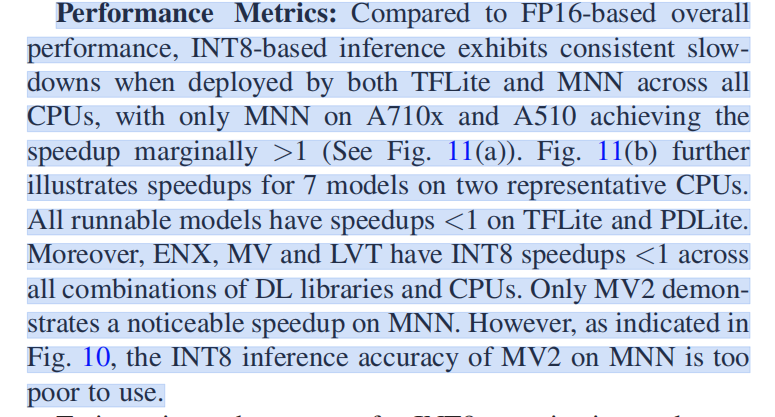 Performance Metrics: Compared to FP16-based overall
performance, INT8-based inference exhibits consistent slow-
downs when deployed by both TFLite and MNN across all
CPUs, with only MNN on A710x and A510 achieving the
speedup marginally >1 (See Fig. 11(a)). Fig. 11(b) further
illustrates speedups for 7 models on two representative CPUs.
All runnable models have speedups <1 on TFLite and PDLite.
Moreover, ENX, MV and LVT have INT8 speedups <1 across
all combinations of DL libraries and CPUs. Only MV2 demon-
strates a noticeable speedup on MNN. However, as indicated in
Fig. 10, the INT8 inference accuracy of MV2 on MNN is too
poor to use.